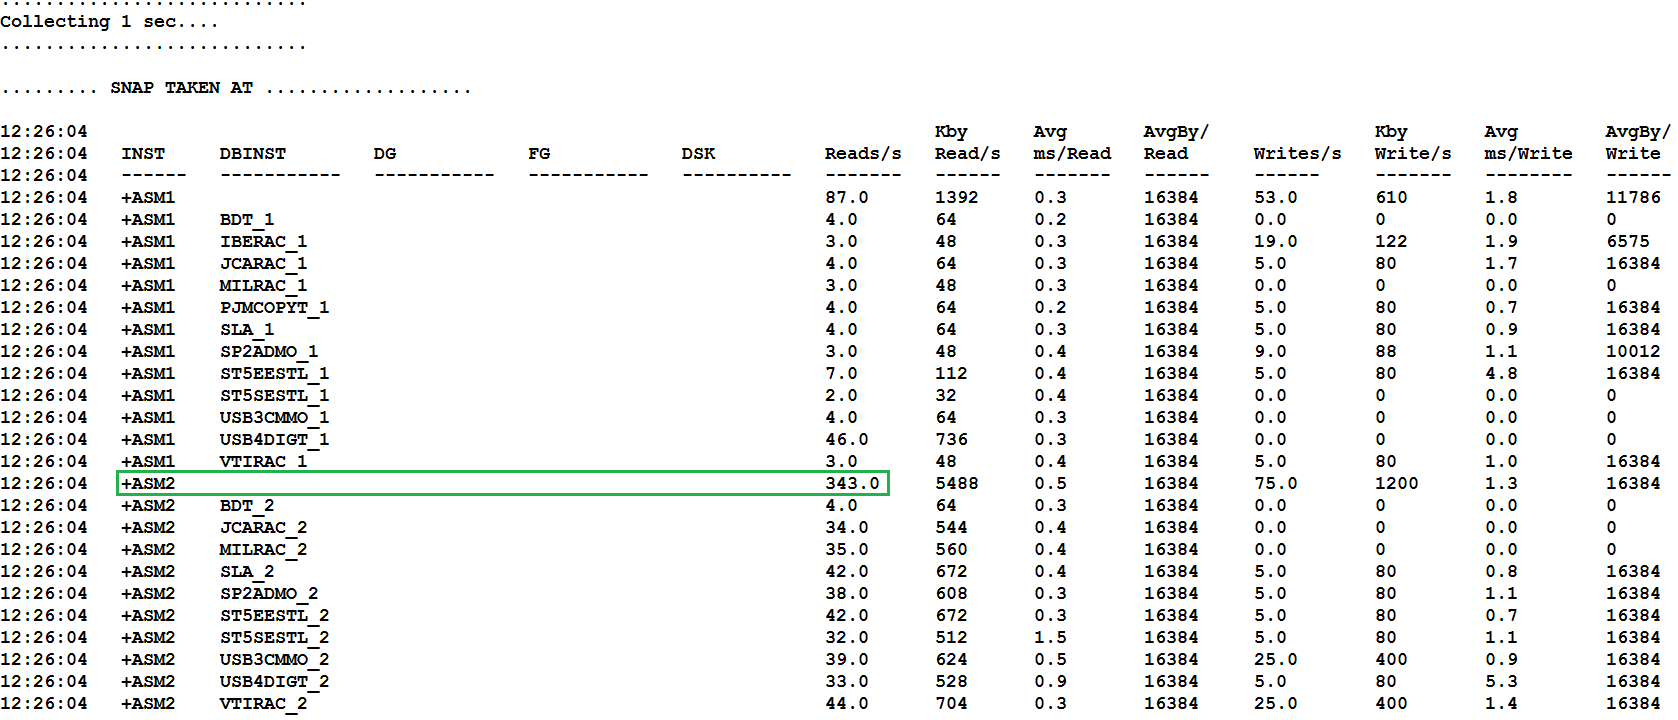 ............................
Collecting 1 sec....
............................
......... SNAP TAKEN AT ...................
12:26:04 Kby Avg AvgBy/ Kby Avg AvgBy/
12:26:04 INST DBINST DG FG DSK Reads/s Read/s ms/Read Read Writes/s Write/s ms/Write Write
12:26:04 ------ ----------- ----------- ----------- ---------- ------- ------ ------- ------ ------ ------- -------- ------
12:26:04 +ASM1 87.0 1392 0.3 16384 53.0 610 1.8 11786
12:26:04 +ASM1 BDT_1 4.0 64 0.2 16384 0.0 0 0.0 0
12:26:04 +ASM1 IBERAC_1 3.0 48 0.3 16384 19.0 122 1.9 6575
12:26:04 +ASM1 JCARAC_1 4.0 64 0.3 16384 5.0 80 1.7 16384
12:26:04 +ASM1 MILRAC_1 3.0 48 0.3 16384 0.0 0 0.0 0
12:26:04 +ASM1 PJMCOPYT_1 4.0 64 0.2 16384 5.0 80 0.7 16384
12:26:04 +ASM1 SLA_1 4.0 64 0.3 16384 5.0 80 0.9 16384
12:26:04 +ASM1 SP2ADMO_1 3.0 48 0.4 16384 9.0 88 1.1 10012
12:26:04 +ASM1 ST5EESTL_1 7.0 112 0.4 16384 5.0 80 4.8 16384
12:26:04 +ASM1 ST5SESTL_1 2.0 32 0.4 16384 0.0 0 0.0 0
12:26:04 +ASM1 USB3CMMO_1 4.0 64 0.3 16384 0.0 0 0.0 0
12:26:04 +ASM1 USB4DIGT_1 46.0 736 0.3 16384 0.0 0 0.0 0
12:26:04 +ASM1 VTIRAC_1 3.0 48 0.4 16384 5.0 80 1.0 16384
12:26:04 +ASM2 343.0 5488 0.5 16384 75.0 1200 1.3 16384
12:26:04 +ASM2 BDT_2 4.0 64 0.3 16384 0.0 0 0.0 0
12:26:04 +ASM2 JCARAC_2 34.0 544 0.4 16384 0.0 0 0.0 0
12:26:04 +ASM2 MILRAC_2 35.0 560 0.4 16384 0.0 0 0.0 0
12:26:04 +ASM2 SLA_2 42.0 672 0.4 16384 5.0 80 0.8 16384
12:26:04 +ASM2 SP2ADMO_2 38.0 608 0.3 16384 5.0 80 1.1 16384
12:26:04 +ASM2 ST5EESTL_2 42.0 672 0.3 16384 5.0 80 0.7 16384
12:26:04 +ASM2 ST5SESTL_2 32.0 512 1.5 16384 5.0 80 1.1 16384
12:26:04 +ASM2 USB3CMMO_2 39.0 624 0.5 16384 25.0 400 0.9 16384
12:26:04 +ASM2 USB4DIGT_2 33.0 528 0.9 16384 5.0 80 5.3 16384
12:26:04 +ASM2 VTIRAC_2 44.0 704 0.3 16384 25.0 400 1.4 16384